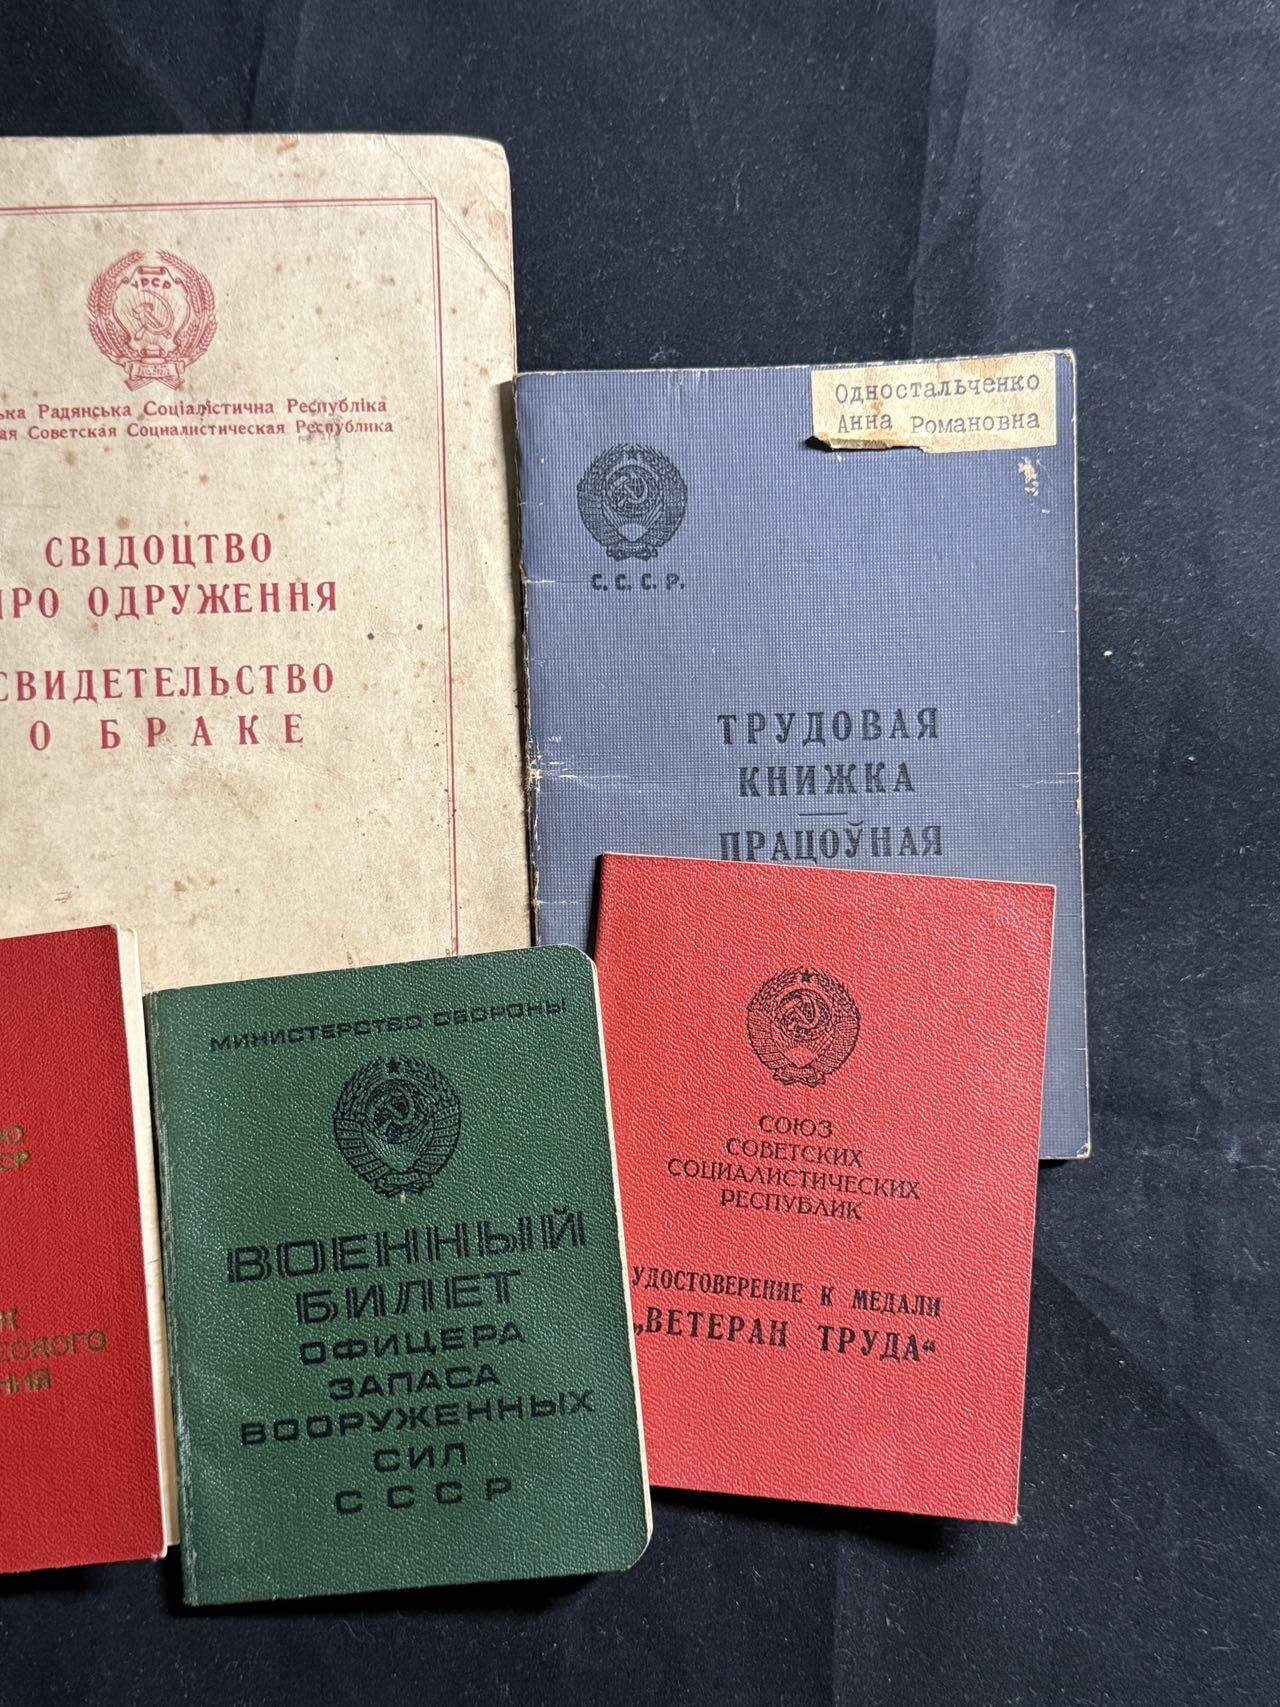 УРСР
Радянська Соціалістична Республіка
Советская Социалистическая Республика
СВІДОЦТВО
ПРО ОДРУЖЕННЯ
СВИДЕТЕЛЬСТВО
О БРАКЕ
Одностальченко
Анна Романовна
С. С. С. Р.
ТРУДОВАЯ
КНИЖКА
ПРАЦОЎНАЯ
МИНИСТЕРСТВО ОБОРОНЫ
ВОЕННЫЙ
БИЛЕТ
ОФИЦЕРА
ЗАПАСА
ВООРУЖЕННЫХ
СИЛ
СССР
СОЮЗ
СОВЕТСКИХ
СОЦИАЛИСТИЧЕСКИХ
РЕСПУБЛИК
УДОСТОВЕРЕНИЕ К МЕДАЛИ
„ВЕТЕРАН ТРУДА“